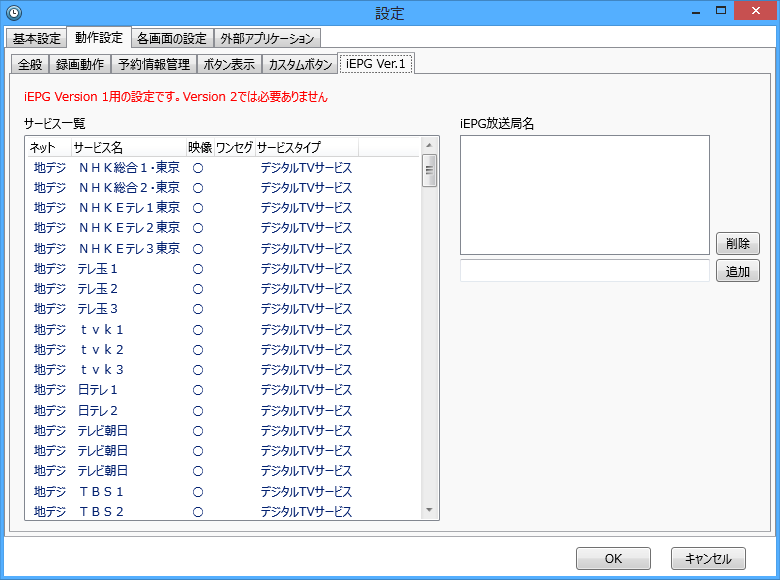 設定
基本設定 動作設定 各画面の設定 外部アプリケーション
全般 録画動作 予約情報管理 ボタン表示 カスタムボタン iEPG Ver.1
iEPG Version 1用の設定です。Version 2では必要ありません
サービス一覧
iEPG放送局名
ネット サービス名 映像 ワンセグ サービスタイプ
地デジ ＮＨＫ総合１・東京 ○ デジタルTVサービス
地デジ ＮＨＫ総合２・東京 ○ デジタルTVサービス
地デジ ＮＨＫＥテレ１東京 ○ デジタルTVサービス
地デジ ＮＨＫＥテレ２東京 ○ デジタルTVサービス
地デジ ＮＨＫＥテレ３東京 ○ デジタルTVサービス
地デジ テレ玉１ ○ デジタルTVサービス
地デジ テレ玉２ ○ デジタルTVサービス
地デジ テレ玉３ ○ デジタルTVサービス
地デジ ｔｖｋ１ ○ デジタルTVサービス
地デジ ｔｖｋ２ ○ デジタルTVサービス
地デジ ｔｖｋ３ ○ デジタルTVサービス
地デジ 日テレ１ ○ デジタルTVサービス
地デジ 日テレ２ ○ デジタルTVサービス
地デジ テレビ朝日 ○ デジタルTVサービス
地デジ テレビ朝日 ○ デジタルTVサービス
地デジ テレビ朝日 ○ デジタルTVサービス
地デジ ＴＢＳ１ ○ デジタルTVサービス
地デジ ＴＢＳ２ ○ デジタルTVサービス
削除
追加
OK キャンセル